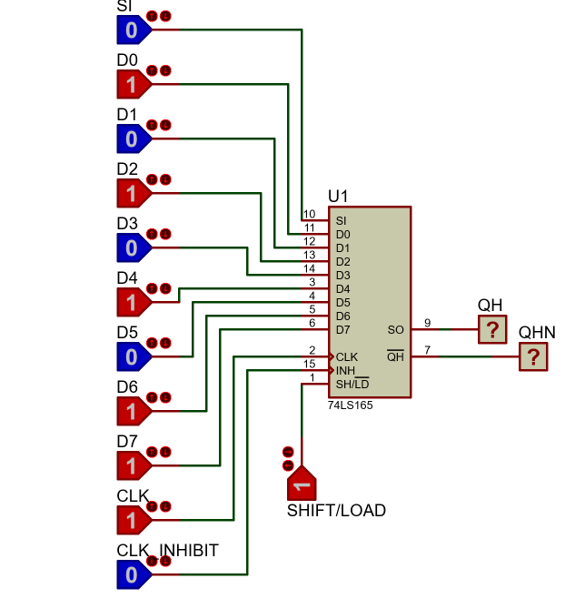 SI
0
D0
1
D1
0
D2
1
D3
0
D4
1
D5
0
D6
1
D7
1
CLK
1
CLK_INHIBIT
0
U1
10 SI
11 D0
12 D1
13 D2
14 D3
3 D4
4 D5
5 D6
6 D7
2 CLK
15 INH
1 SH/LD
SO 9
QH 7
74LS165
QH
?
QHN
?
1
SHIFT/LOAD